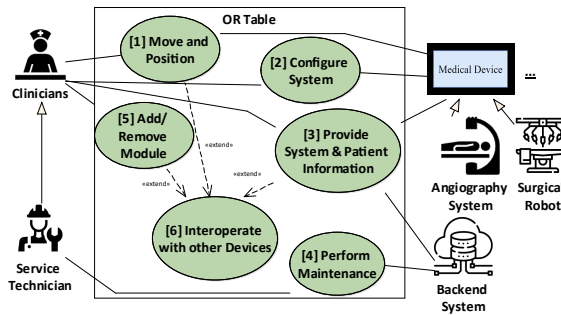 OR Table
[1] Move and
Position
[2] Configure
System
Medical Device
...
Clinicians
[5] Add/
Remove
Module
«extend»
[3] Provide
System & Patient
Information
«extend»
«extend»
Angiography
System
Surgical
Robot
[6] Interoperate
with other Devices
[4] Perform
Maintenance
Service
Technician
Backend
System